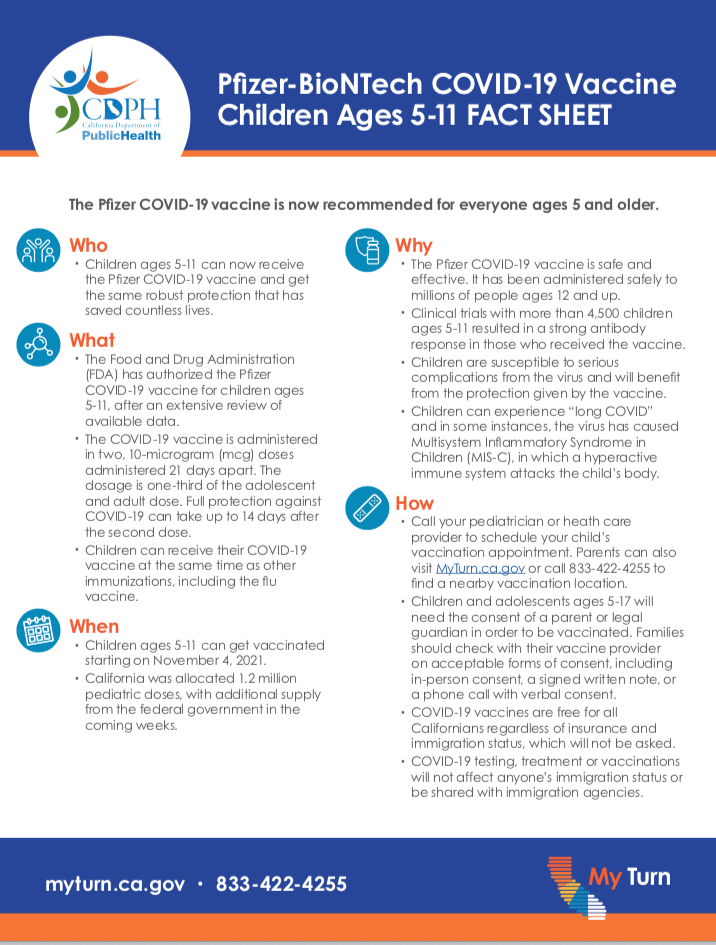 Pfizer-BioNTech COVID-19 Vaccine
Children Ages 5-11 FACT SHEET
CDPH
California Department of
PublicHealth
The Pfizer COVID-19 vaccine is now recommended for everyone ages 5 and older.
Who
• Children ages 5-11 can now receive
the Pfizer COVID-19 vaccine and get
the same robust protection that has
saved countless lives.
What
• The Food and Drug Administration
(FDA) has authorized the Pfizer
COVID-19 vaccine for children ages
5-11, after an extensive review of
available data.
• The COVID-19 vaccine is administered
in two, 10-microgram (mcg) doses
administered 21 days apart. The
dosage is one-third of the adolescent
and adult dose. Full protection against
COVID-19 can take up to 14 days after
the second dose.
• Children can receive their COVID-19
vaccine at the same time as other
immunizations, including the flu
vaccine.
When
• Children ages 5-11 can get vaccinated
starting on November 4, 2021.
• California was allocated 1.2 million
pediatric doses, with additional supply
from the federal government in the
coming weeks.
Why
• The Pfizer COVID-19 vaccine is safe and
effective. It has been administered safely to
millions of people ages 12 and up.
• Clinical trials with more than 4,500 children
ages 5-11 resulted in a strong antibody
response in those who received the vaccine.
• Children are susceptible to serious
complications from the virus and will benefit
from the protection given by the vaccine.
• Children can experience “long COVID”
and in some instances, the virus has caused
Multisystem Inflammatory Syndrome in
Children (MIS-C), in which a hyperactive
immune system attacks the child’s body.
How
• Call your pediatrician or heath care
provider to schedule your child’s
vaccination appointment. Parents can also
visit MyTurn.ca.gov or call 833-422-4255 to
find a nearby vaccination location.
• Children and adolescents ages 5-17 will
need the consent of a parent or legal
guardian in order to be vaccinated. Families
should check with their vaccine provider
on acceptable forms of consent, including
in-person consent, a signed written note, or
a phone call with verbal consent.
• COVID-19 vaccines are free for all
Californians regardless of insurance and
immigration status, which will not be asked.
• COVID-19 testing, treatment or vaccinations
will not affect anyone’s immigration status or
be shared with immigration agencies.
myturn.ca.gov • 833-422-4255
My Turn